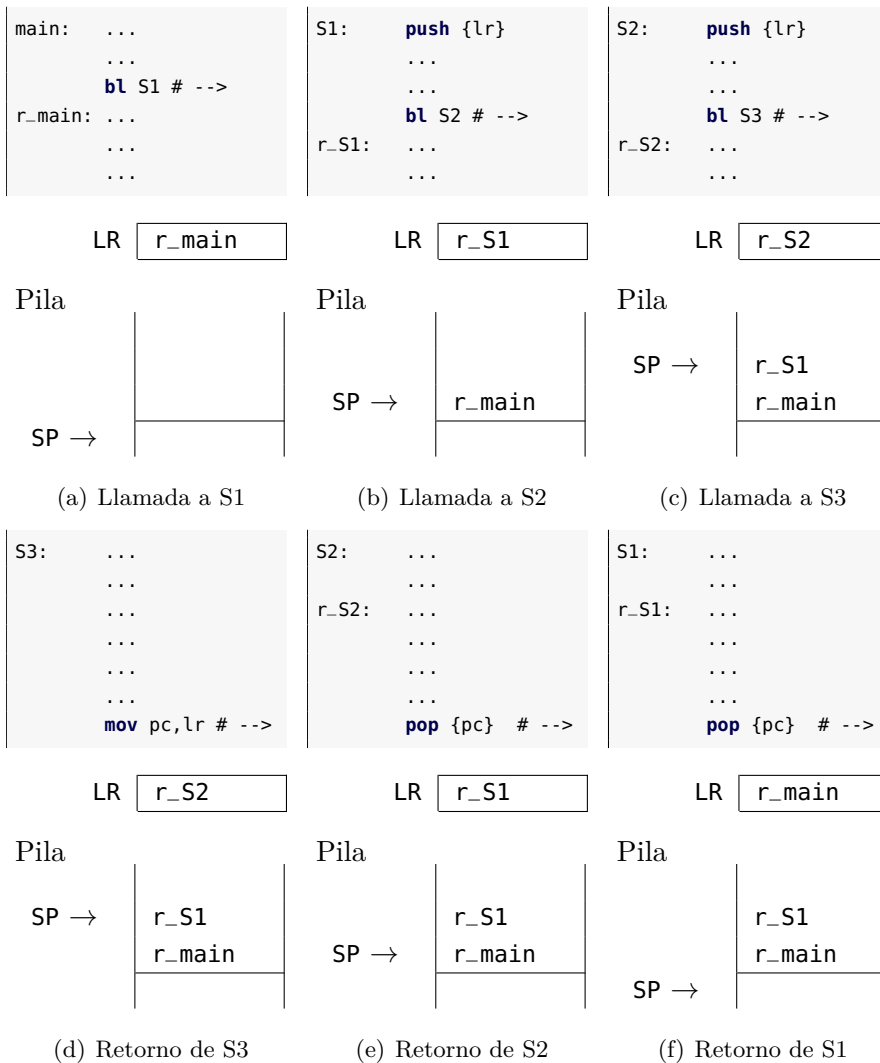 main: ...
...
bl S1 # -->
r_main: ...
...
...
LR r_main
Pila
SP →
(a) Llamada a S1
S1: push {lr}
...
...
bl S2 # -->
r_S1: ...
...
LR r_S1
Pila
SP → r_main
(b) Llamada a S2
S2: push {lr}
...
...
bl S3 # -->
r_S2: ...
...
LR r_S2
Pila
SP → r_S1
r_main
(c) Llamada a S3
S3: ...
...
...
...
...
...
mov pc,lr # -->
LR r_S2
Pila
SP → r_S1
r_main
(d) Retorno de S3
S2: ...
...
r_S2: ...
...
...
...
pop {pc} # -->
LR r_S1
Pila
r_S1
SP → r_main
(e) Retorno de S2
S1: ...
...
r_S1: ...
...
...
...
pop {pc} # -->
LR r_main
Pila
r_S1
r_main
SP →
(f) Retorno de S1